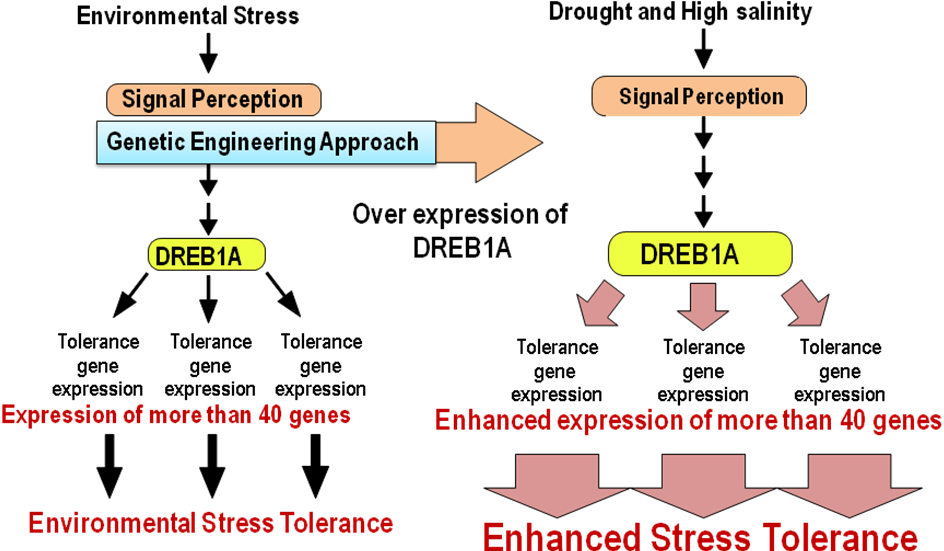 Environmental Stress
Signal Perception
Genetic Engineering Approach
DREB1A
Tolerance gene expression
Tolerance gene expression
Tolerance gene expression
Expression of more than 40 genes
Environmental Stress Tolerance
Over expression of
DREB1A
Drought and High salinity
Signal Perception
DREB1A
Tolerance gene expression
Tolerance gene expression
Tolerance gene expression
Enhanced expression of more than 40 genes
Enhanced Stress Tolerance